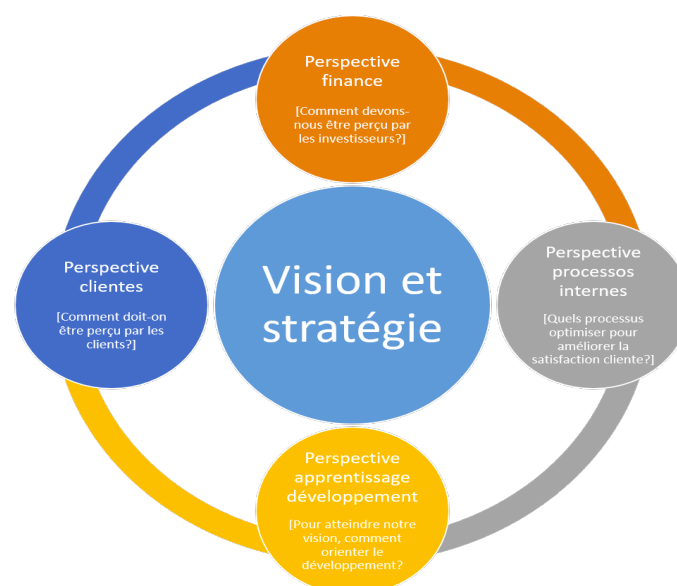 Perspective
finance
[Comment devons-
nous être perçu par
les investisseurs?]
Perspective
clientes
[Comment doit-on
être perçu par les
clients?]
Vision et
stratégie
Perspective
processos
internes
[Quels processus
optimiser pour
améliorer la
satisfaction cliente?]
Perspective
apprentissage
développement
[Pour atteindre notre
vision, comment
orienter le
développement?